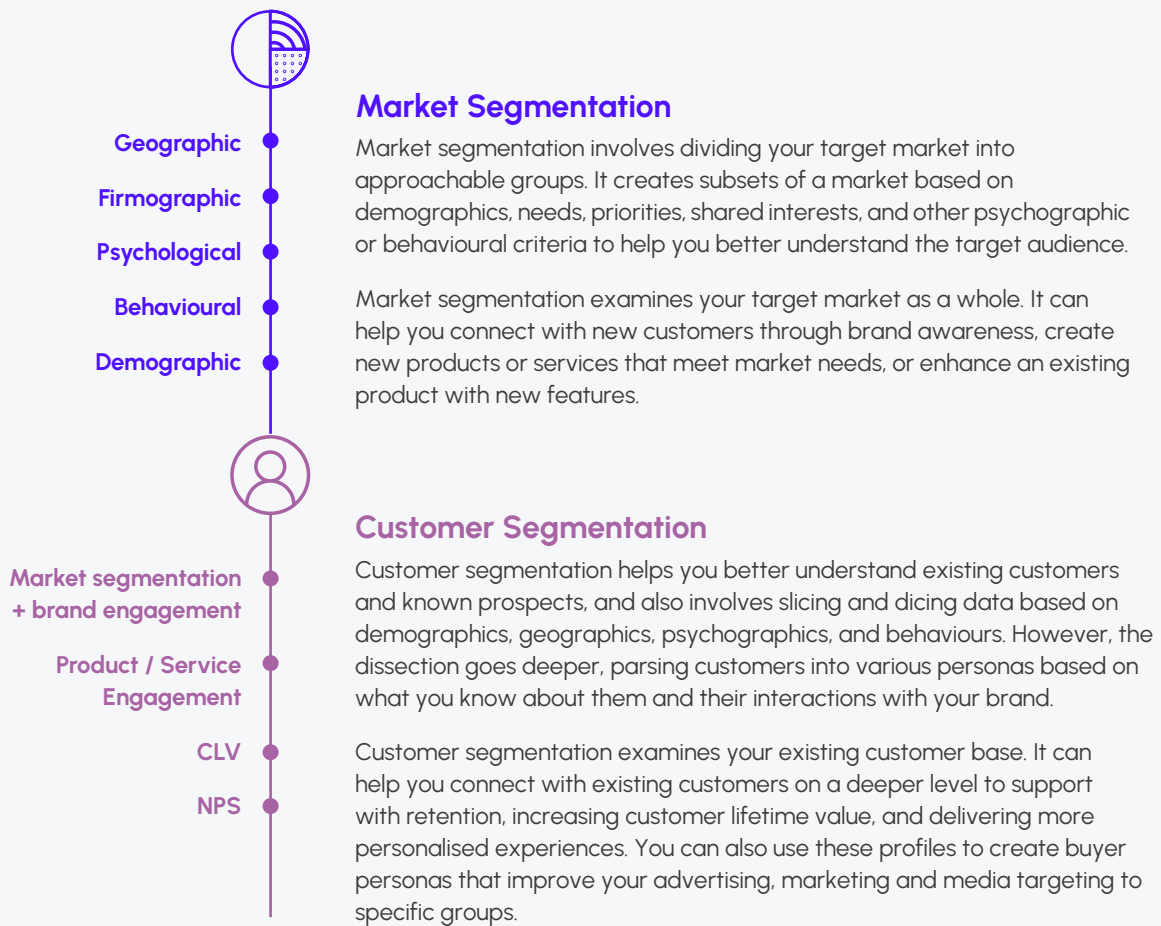 Market Segmentation
Geographic
Firmographic
Psychological
Behavioural
Demographic
Market segmentation involves dividing your target market into
approachable groups. It creates subsets of a market based on
demographics, needs, priorities, shared interests, and other psychographic
or behavioural criteria to help you better understand the target audience.
Market segmentation examines your target market as a whole. It can
help you connect with new customers through brand awareness, create
new products or services that meet market needs, or enhance an existing
product with new features.
Customer Segmentation
Market segmentation
+ brand engagement
Product / Service
Engagement
CLV
NPS
Customer segmentation helps you better understand existing customers
and known prospects, and also involves slicing and dicing data based on
demographics, geographics, psychographics, and behaviours. However, the
dissection goes deeper, parsing customers into various personas based on
what you know about them and their interactions with your brand.
Customer segmentation examines your existing customer base. It can
help you connect with existing customers on a deeper level to support
with retention, increasing customer lifetime value, and delivering more
personalised experiences. You can also use these profiles to create buyer
personas that improve your advertising, marketing and media targeting to
specific groups.